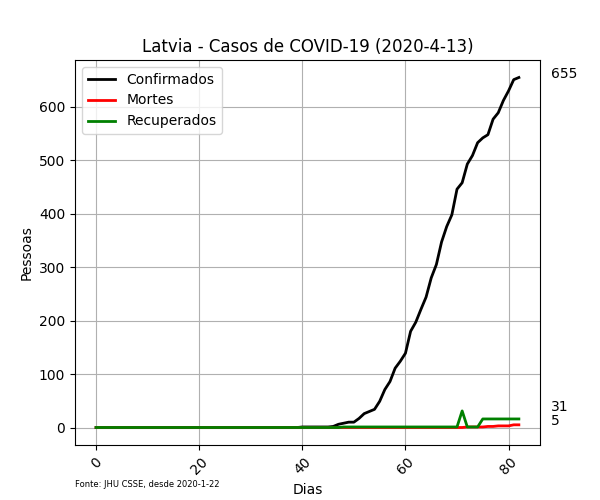 Latvia - Casos de COVID-19 (2020-4-13)
Confirmados
Mortes
Recuperados
655
600
500
400
300
200
100
0
31
5
Pessoas
0
20
40
60
80
Dias
Fonte: JHU CSSE, desde 2020-1-22